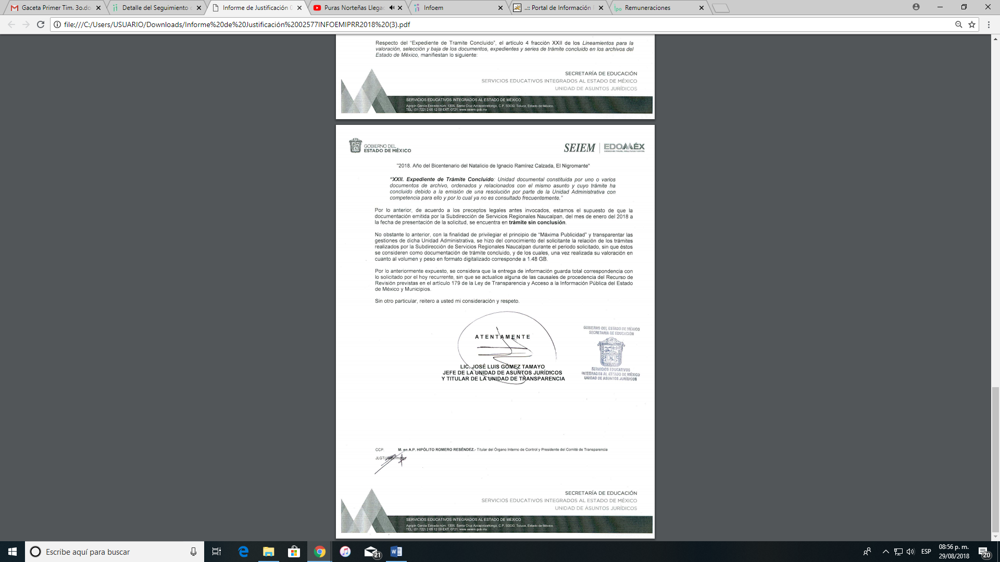 Gaceta Primer Tim. 3o.do
Detalle del Seguimiento
Informe de Justificación
Puras Norteñas Llega
Infoem
..:: Portal de Información
Remuneraciones
file:///C:/Users/USUARIO/Downloads/Informe%20de%20Justificación%2002577INFOEMIPRR2018%20(3).pdf
Respecto del "Expediente de Tramite Concluido", el artículo 4 fracción XXII de los Lineamientos para la
valoración, selección y baja de los documentos, expedientes y series de trámite concluido en los archivos del
Estado de México, manifiestan lo siguiente:
SECRETARÍA DE EDUCACIÓN
SERVICIOS EDUCATIVOS INTEGRADOS AL ESTADO DE MÉXICO
UNIDAD DE ASUNTOS JURÍDICOS
SERVICIOS EDUCATIVOS INTEGRADOS AL ESTADO DE MÉXICO
Agripín García Estrada núm. 1306, Santa Cruz Azcapotzaltongo, C.P. 50030, Toluca, Estado de México.
TEL. (01 722) 2 65 12 00 EXT. 0721, www.seiem.gob.mx
GOBIERNO DEL
ESTADO DE MÉXICO
SEIEM
EDOMÉX
"2018. Año del Bicentenario del Natalicio de Ignacio Ramírez Calzada, El Nigromante"
"XXII. Expediente de Trámite Concluido: Unidad documental constituida por uno o varios
documentos de archivo, ordenados y relacionados con el mismo asunto y cuyo trámite ha
concluido debido a la emisión de una resolución por parte de la Unidad Administrativa con
competencia para ello y por lo cual ya no es consultado frecuentemente."
Por lo anterior, de acuerdo a los preceptos legales antes invocados, estamos el supuesto de que la
documentación emitida por la Subdirección de Servicios Regionales Naucalpan, del mes de enero del 2018 a
la fecha de presentación de la solicitud, se encuentra en trámite sin conclusión.
No obstante lo anterior, con la finalidad de privilegiar el principio de "Máxima Publicidad" y transparentar las
gestiones de dicha Unidad Administrativa, se hizo del conocimiento del solicitante la relación de los trámites
realizados por la Subdirección de Servicios Regionales Naucalpan durante el periodo solicitado, sin que éstos
se consideren como documentación de trámite concluido, y de los cuales, una vez realizada su valoración en
cuanto al volumen y peso en formato digitalizado corresponde a 1.48 GB.
Por lo anteriormente expuesto, se considera que la entrega de información guarda total correspondencia con
lo solicitado por el hoy recurrente, sin que se actualice alguna de las causales de procedencia del Recurso de
Revisión previstas en el artículo 179 de la Ley de Transparencia y Acceso a la Información Pública del Estado
de México y Municipios.
Sin otro particular, reitero a usted mi consideración y respeto.
ATENTAMENTE
LIC. JOSÉ LUIS GÓMEZ TAMAYO
JEFE DE LA UNIDAD DE ASUNTOS JURÍDICOS
Y TITULAR DE LA UNIDAD DE TRANSPARENCIA
GOBIERNO DEL ESTADO DE MÉXICO
SECRETARÍA DE EDUCACIÓN
SERVICIOS EDUCATIVOS
INTEGRADOS AL ESTADO DE MÉXICO
UNIDAD DE ASUNTOS JURÍDICOS
CCP. M. en A.P. HIPÓLITO ROMERO RESÉNDEZ.- Titular del Órgano Interno de Control y Presidente del Comité de Transparencia
SECRETARÍA DE EDUCACIÓN
SERVICIOS EDUCATIVOS INTEGRADOS AL ESTADO DE MÉXICO
UNIDAD DE ASUNTOS JURÍDICOS
SERVICIOS EDUCATIVOS INTEGRADOS AL ESTADO DE MÉXICO
Agripín García Estrada núm. 1306, Santa Cruz Azcapotzaltongo, C.P. 50030, Toluca, Estado de México.
TEL. (01 722) 2 65 12 00 EXT. 0721, www.seiem.gob.mx
Escribe aquí para buscar
21
ESP
08:56 p. m.
29/08/2018
20